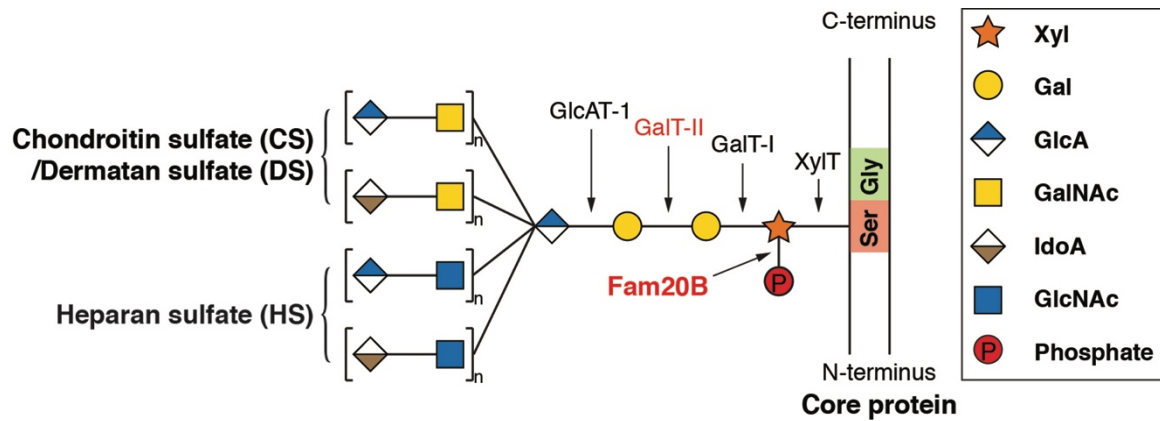 Chondroitin sulfate (CS)
/Dermatan sulfate (DS)
Heparan sulfate (HS)
n
n
n
n
GlcAT-1
GalT-II
GalT-I
XylT
Fam20B
P
C-terminus
Gly
Ser
N-terminus
Core protein
Xyl
Gal
GlcA
GalNAc
IdoA
GlcNAc
P Phosphate